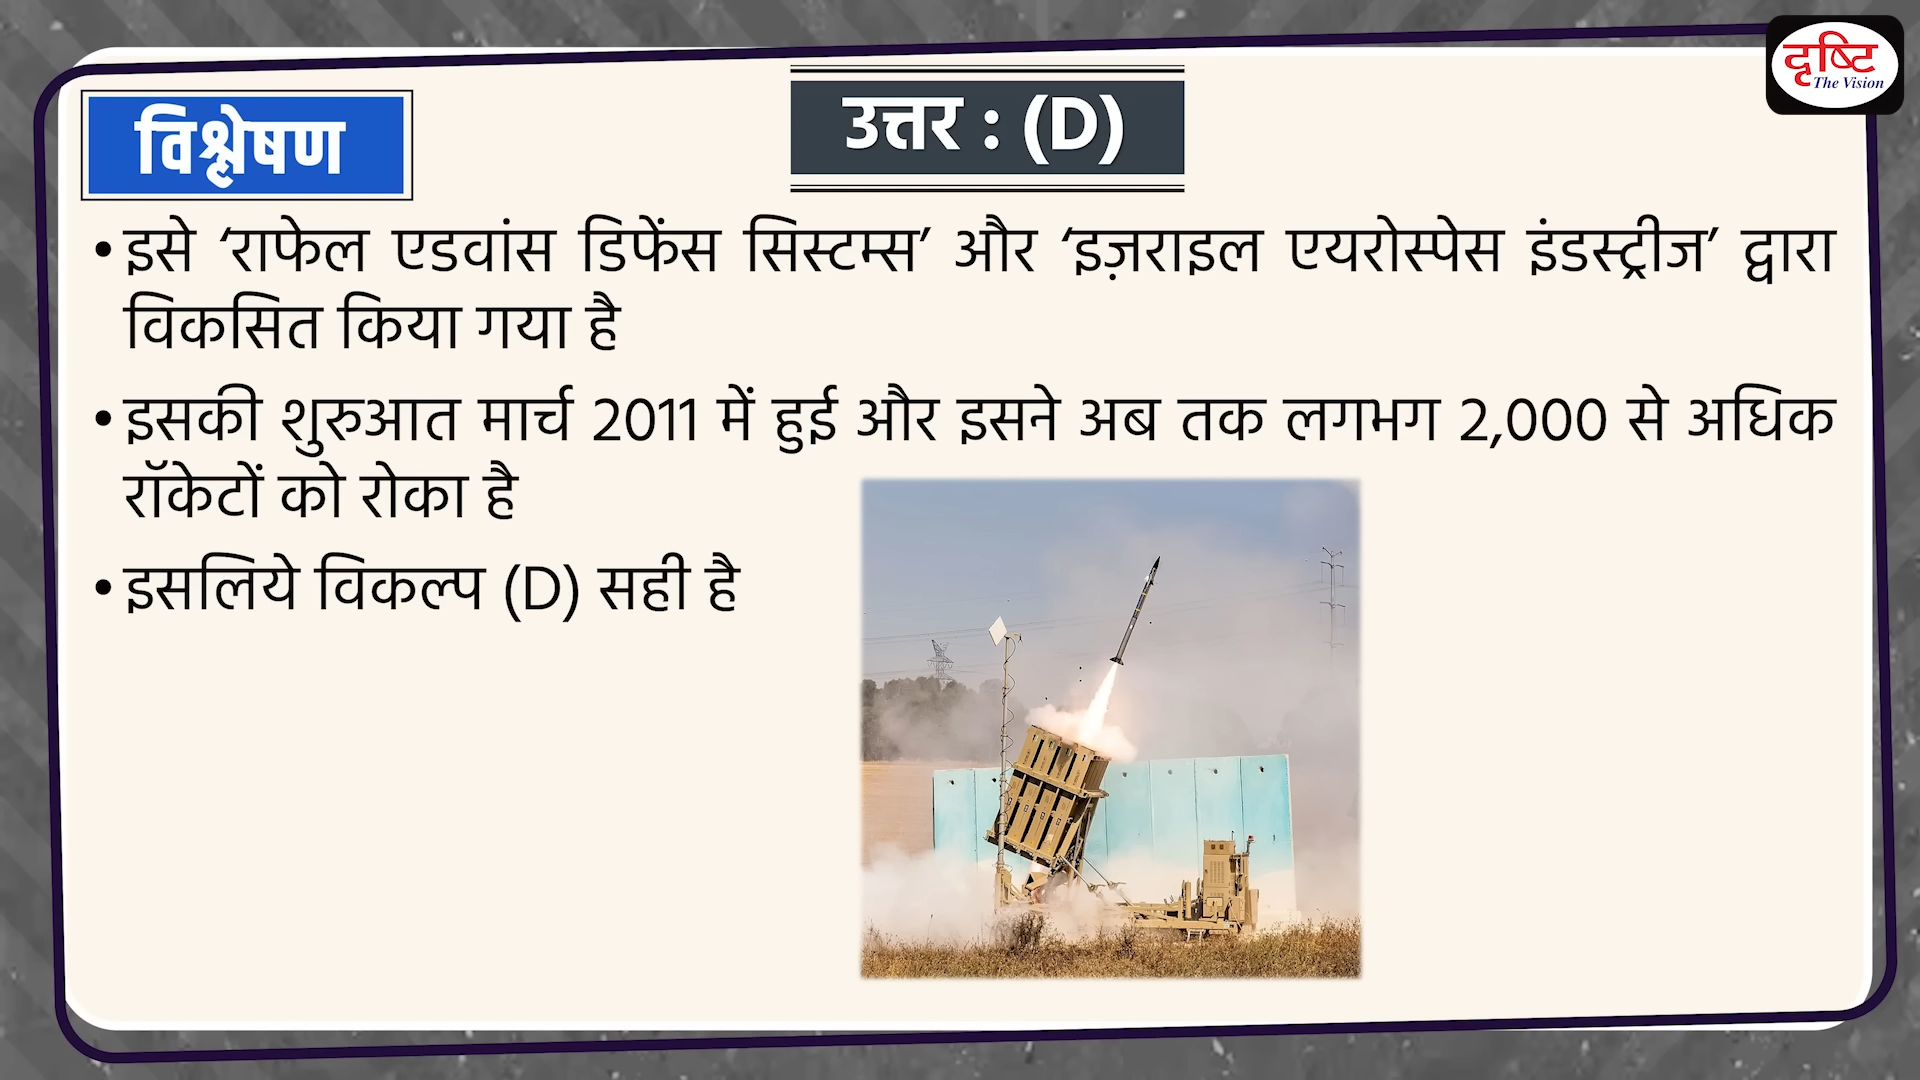 दृष्टि
The Vision
विश्लेषण
उत्तर : (D)
• इसे ‘राफेल एडवांस डिफेंस सिस्टम्स’ और ‘इज़राइल एयरोस्पेस इंडस्ट्रीज’ द्वारा
विकसित किया गया है
• इसकी शुरुआत मार्च 2011 में हुई और इसने अब तक लगभग 2,000 से अधिक
रॉकेटों को रोका है
• इसलिये विकल्प (D) सही है